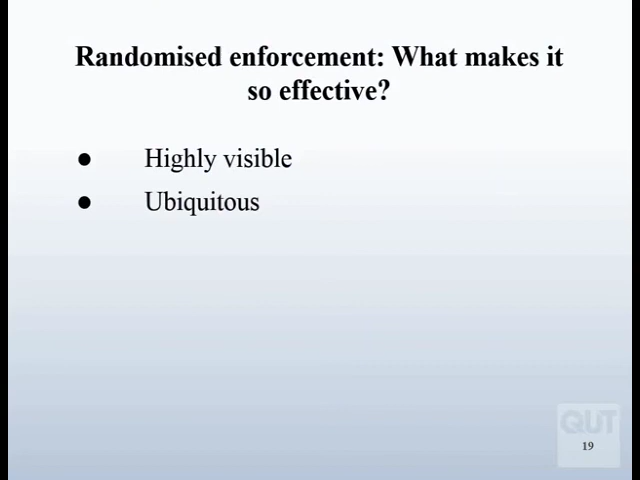 Randomised enforcement: What makes it
so effective?
● Highly visible
● Ubiquitous
QUT
19